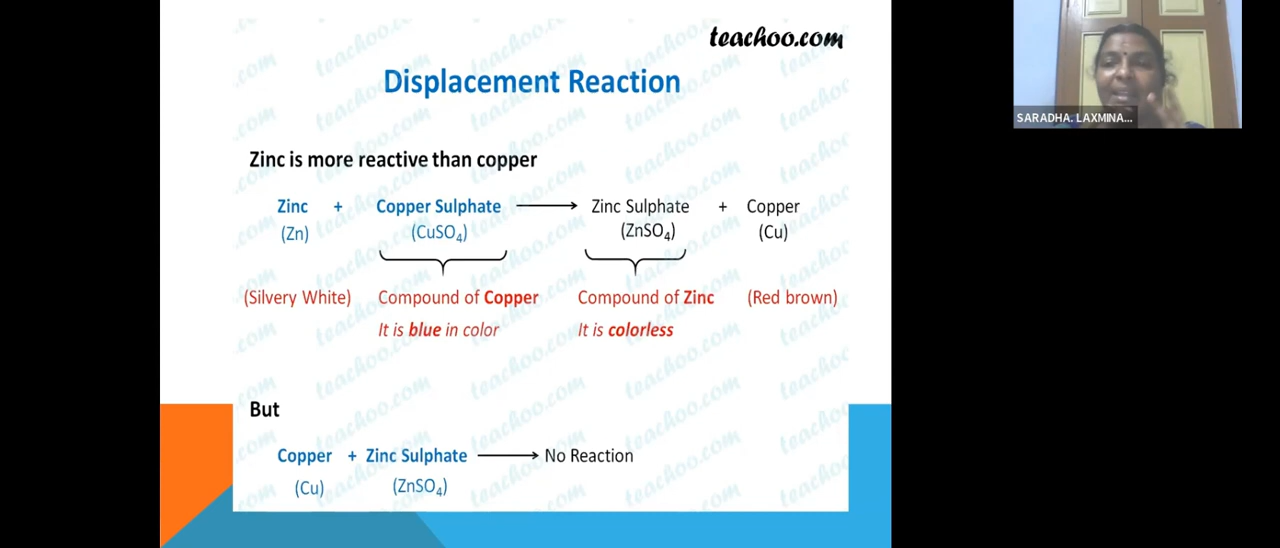 teachoo.com
Displacement Reaction
SARADHA. LAXMINA...
Zinc is more reactive than copper
Zinc + Copper Sulphate ⟶ Zinc Sulphate + Copper
(Zn) (CuSO₄) (ZnSO₄) (Cu)
(Silvery White) Compound of Copper Compound of Zinc (Red brown)
It is blue in color It is colorless
But
Copper + Zinc Sulphate ⟶ No Reaction
(Cu) (ZnSO₄)